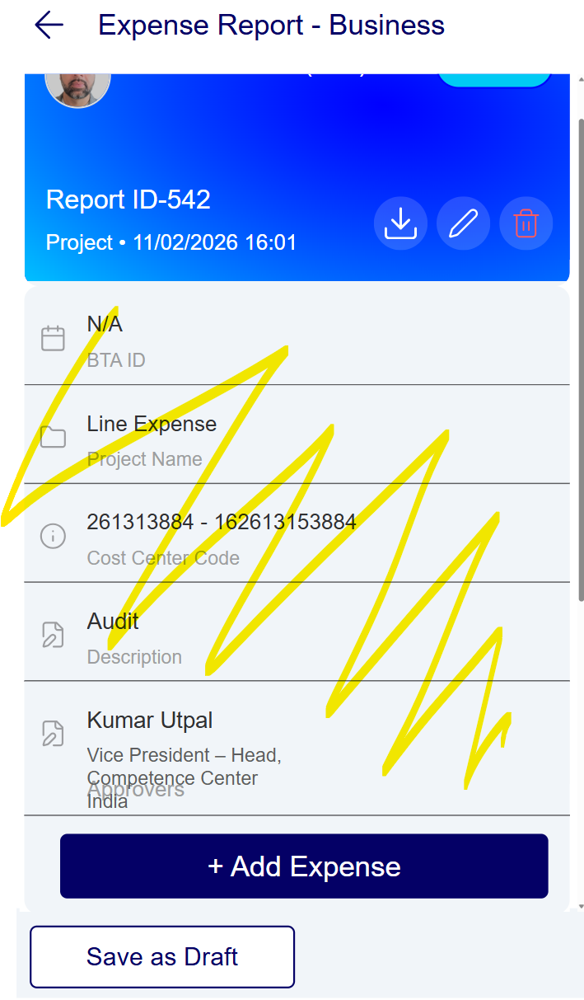 Expense Report - Business
Report ID-542
Project • 11/02/2026 16:01
N/A
BTA ID
Line Expense
Project Name
261313884 - 162613153884
Cost Center Code
Audit
Description
Kumar Utpal
Vice President – Head,
Competence Center
Approvers
India
+ Add Expense
Save as Draft